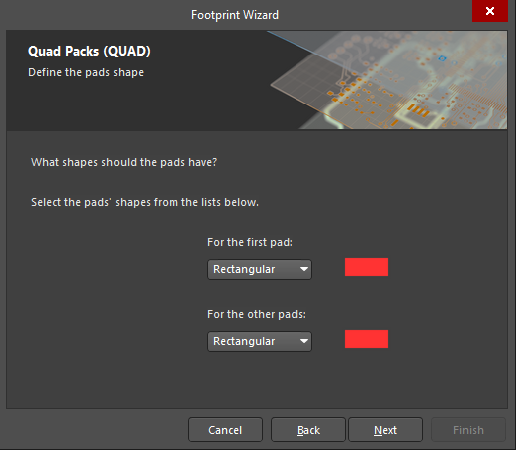 Footprint Wizard
Quad Packs (QUAD)
Define the pads shape
What shapes should the pads have?
Select the pads' shapes from the lists below.
For the first pad:
Rectangular
For the other pads:
Rectangular
Cancel
Back
Next
Finish